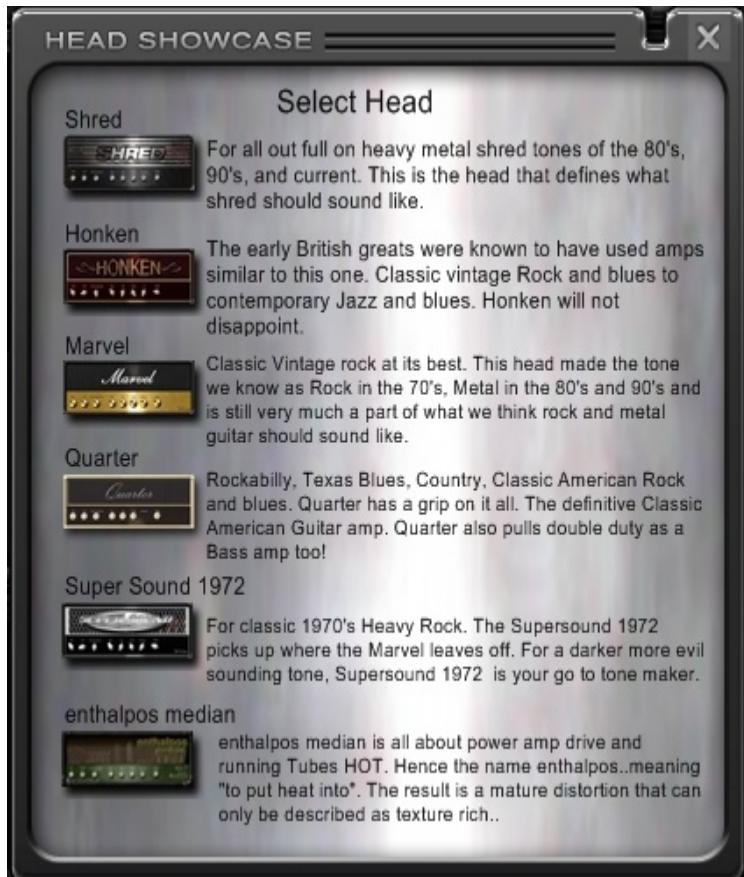 HEAD SHOWCASE
Select Head
Shred
SHRED
For all out full on heavy metal shred tones of the 80's,
90's, and current. This is the head that defines what
shred should sound like.
Honken
HONKEN
The early British greats were known to have used amps
similar to this one. Classic vintage Rock and blues to
contemporary Jazz and blues. Honken will not
disappoint.
Marvel
Marvel
Classic Vintage rock at its best. This head made the tone
we know as Rock in the 70's, Metal in the 80's and 90's and
is still very much a part of what we think rock and metal
guitar should sound like.
Quarter
Quarter
Rockabilly, Texas Blues, Country, Classic American Rock
and blues. Quarter has a grip on it all. The definitive Classic
American Guitar amp. Quarter also pulls double duty as a
Bass amp too!
Super Sound 1972
For classic 1970's Heavy Rock. The Supersound 1972
picks up where the Marvel leaves off. For a darker more evil
sounding tone, Supersound 1972 is your go to tone maker.
enthalpos median
enthalpos
enthalpos median is all about power amp drive and
running Tubes HOT. Hence the name enthalpos..meaning
"to put heat into". The result is a mature distortion that can
only be described as texture rich..